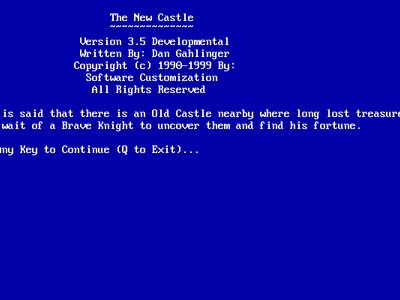 The New Castle
~~~~~~~~~~~~~~
Version 3.5 Developmental
Written By: Dan Gahlinger
Copyright (c) 1990-1999 By:
Software Customization
All Rights Reserved
is said that there is an Old Castle nearby where long lost treasure
wait of a Brave Knight to uncover them and find his fortune.
Key to Continue (Q to Exit)...